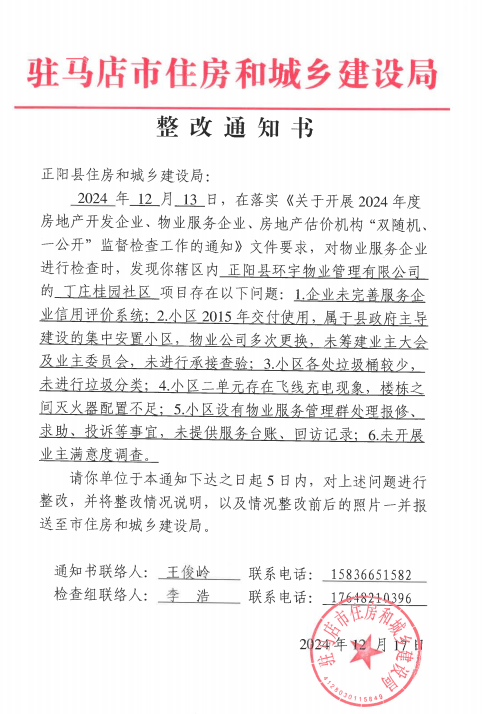 驻马店市住房和城乡建设局
整改通知书
正阳县住房和城乡建设局：
2024 年 12 月 13 日，在落实《关于开展 2024 年度
房地产开发企业、物业服务企业、房地产估价机构“双随机、
一公开”监督检查工作的通知》文件要求，对物业服务企业
进行检查时，发现你辖区内 正阳县环宇物业管理有限公司
的 丁庄桂园社区 项目存在以下问题：1.企业未完善服务企
业信用评价系统；2.小区 2015 年交付使用，属于县政府主导
建设的集中安置小区，物业公司多次更换，未筹建业主大会
及业主委员会，未进行承接查验；3.小区各处垃圾桶较少，
未进行垃圾分类；4.小区二单元存在飞线充电现象，楼栋之
间灭火器配置不足；5.小区设有物业服务管理群处理报修、
求助、投诉等事宜，未提供服务台账、回访记录；6.未开展
业主满意度调查。
请你单位于本通知下达之日起 5 日内，对上述问题进行
整改，并将整改情况说明，以及情况整改前后的照片一并报
送至市住房和城乡建设局。
通知书联络人： 王俊岭 联系电话： 15836651582
检查组联络人： 李 浩 联系电话： 17648210396
2024 年 12 月 17 日
驻马店市住房和城乡建设局